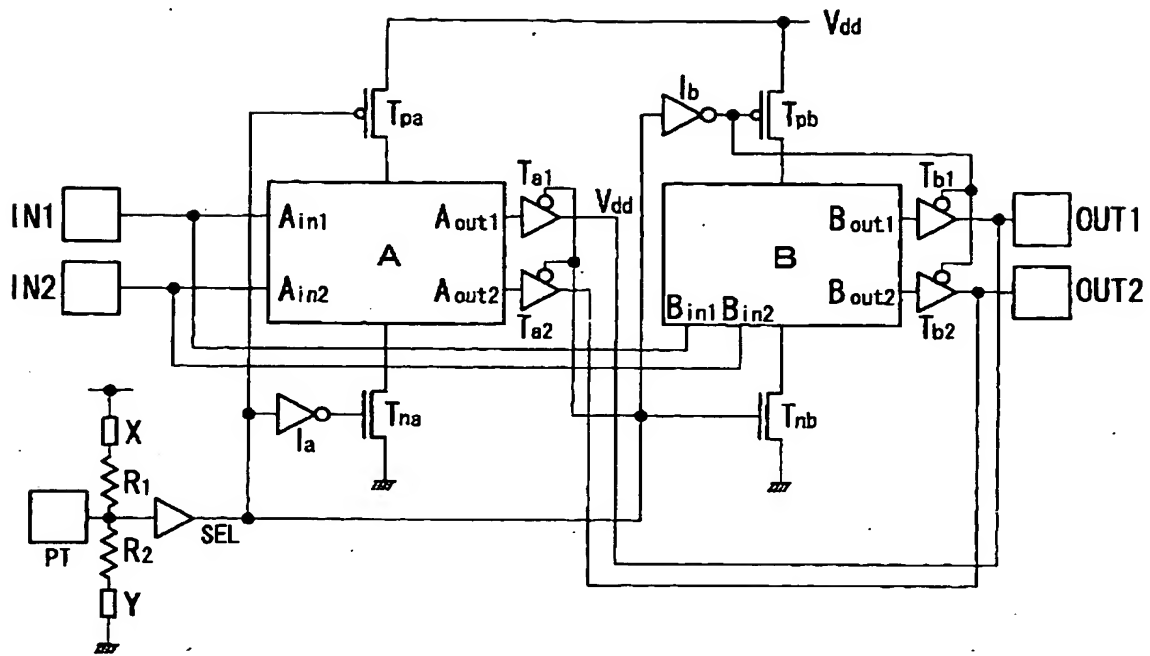 Vdd
Ib
Tpa
Tpb
IN1
Ain1
Aout1
Ta1
Vdd
Bout1
Tb1
OUT1
A
B
IN2
Ain2
Aout2
Ta2
Bin1
Bin2
Bout2
Tb2
OUT2
X
Ia
Tna
Tnb
R1
PT
SEL
R2
Y